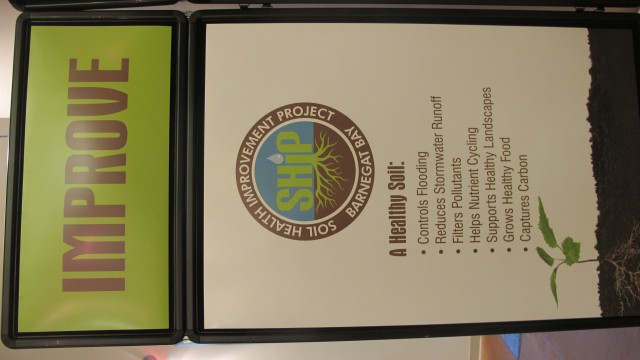 IMPROVE
SOIL HEALTH IMPROVEMENT PROJECT
SHiP
BARNEGAT BAY
A Healthy Soil:
• Controls Flooding
• Reduces Stormwater Runoff
• Filters Pollutants
• Helps Nutrient Cycling
• Supports Healthy Landscapes
• Grows Healthy Food
• Captures Carbon